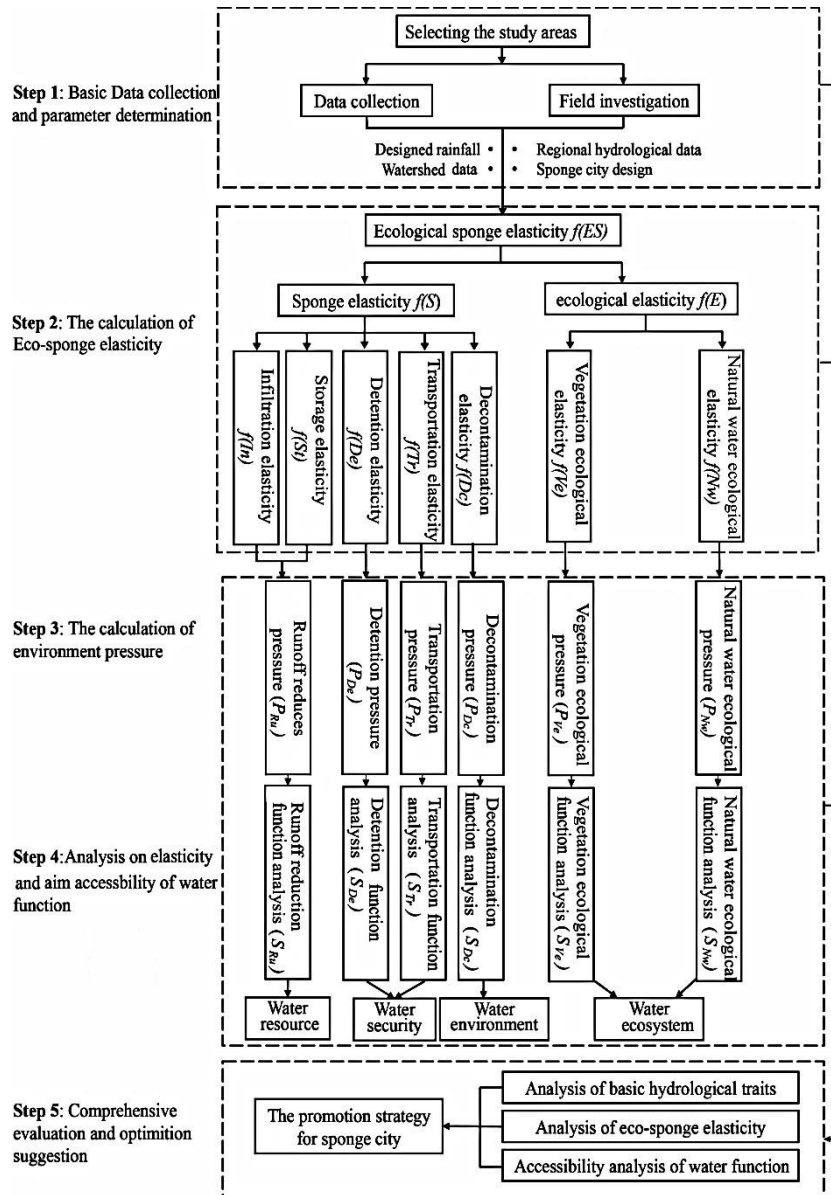 Selecting the study areas
Step 1: Basic Data collection
and parameter determination
Data collection
Field investigation
Designed rainfall •
• Regional hydrological data
Watershed data •
• Sponge city design
Ecological sponge elasticity f(ES)
Sponge elasticity f(S)
ecological elasticity f(E)
Step 2: The calculation of
Eco-sponge elasticity
Infiltration elasticity
f(In)
Storage elasticity
f(St)
Detention elasticity
f(De)
Transportation elasticity
f(Tr)
Decontamination
elasticity f(Dc)
Vegetation ecological
elasticity f(Ve)
Natural water ecological
elasticity f(Nw)
Step 3: The calculation of
environment pressure
Runoff reduces
pressure (PRu)
Detention pressure
(PDe)
Transportation
pressure (PTr)
Decontamination
pressure (PDc)
Vegetation ecological
pressure (PVe)
Natural water ecological
pressure (PNw)
Step 4:Analysis on elasticity
and aim accessbility of water
function
Runoff reduction
function analysis (SRu)
Detention function
analysis (SDe)
Transportation function
analysis (STr)
Decontamination
function analysis (SDc)
Vegetation ecological
function analysis (SVe)
Natural water ecological
function analysis (SNw)
Water
resource
Water
security
Water
environment
Water
ecosystem
Step 5: Comprehensive
evaluation and optimition
suggestion
The promotion strategy
for sponge city
Analysis of basic hydrological traits
Analysis of eco-sponge elasticity
Accessibility analysis of water function